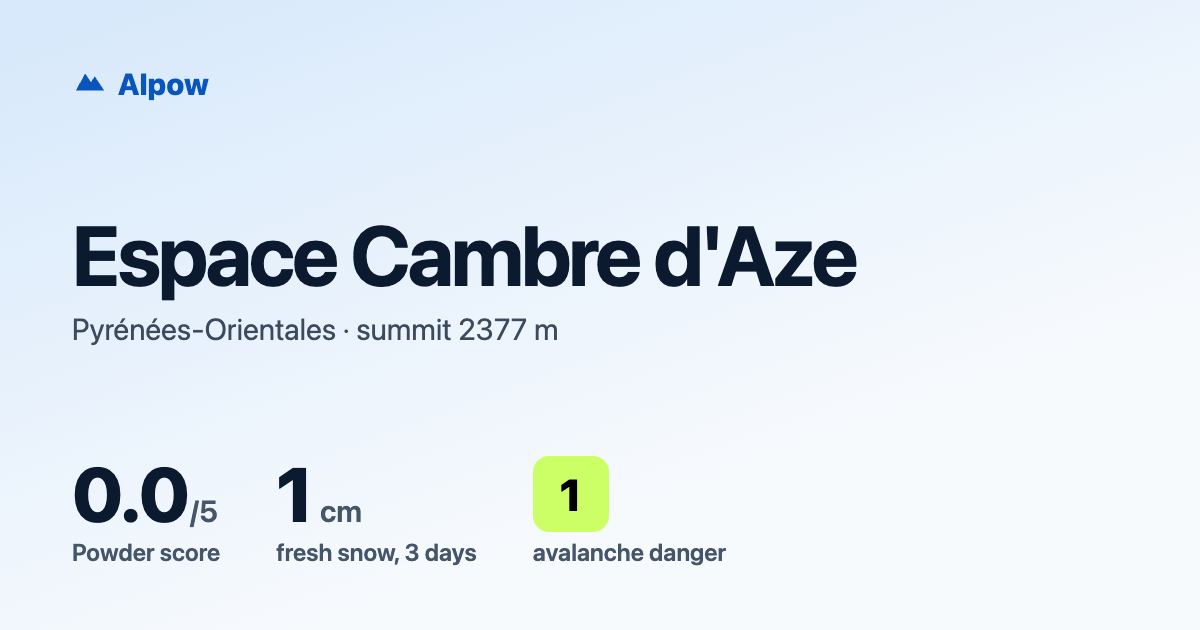 Alpow
Espace Cambre d'Aze
Pyrénées-Orientales · summit 2377 m
0.0/5 1 cm 1
Powder score fresh snow, 3 days avalanche danger